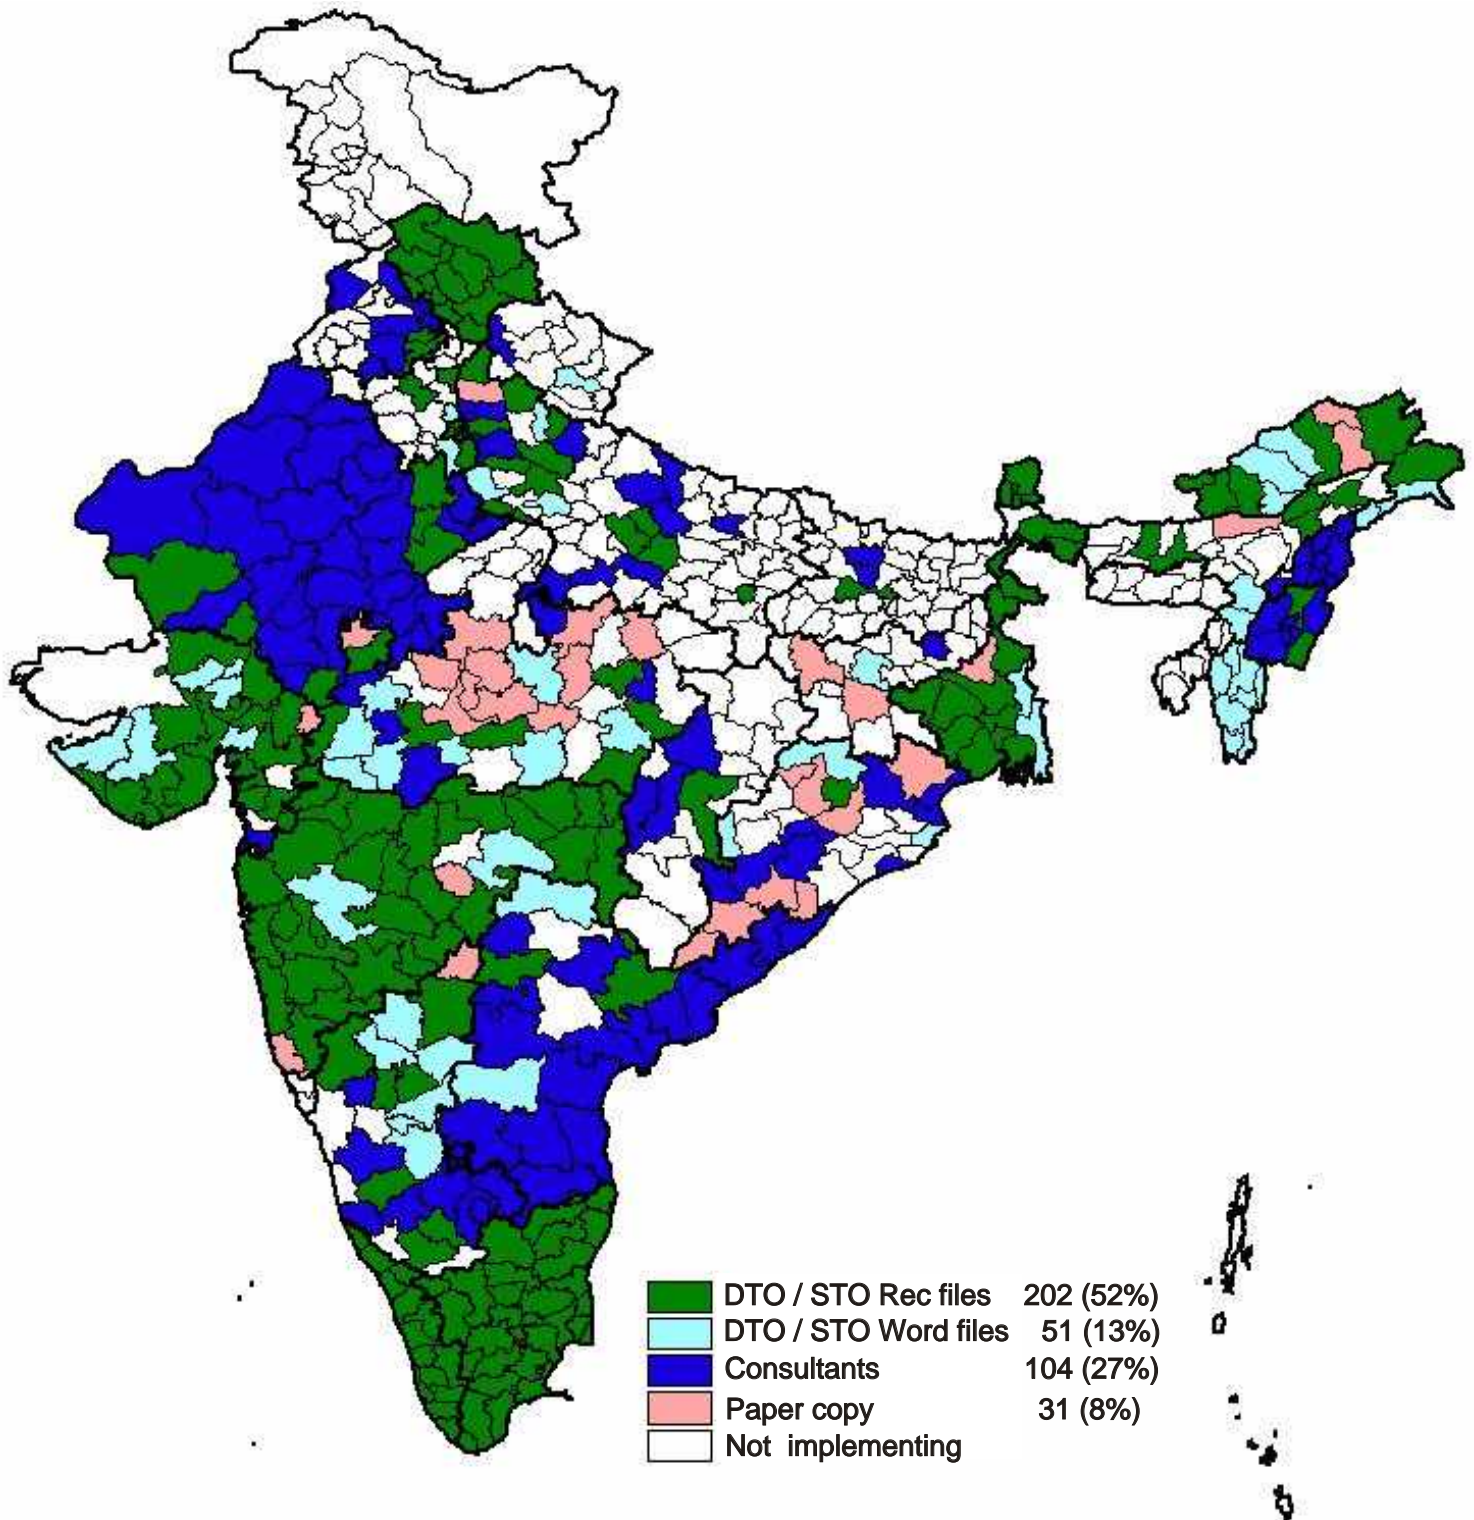 DTO / STO Rec files 202 (52%)
DTO / STO Word files 51 (13%)
Consultants 104 (27%)
Paper copy 31 (8%)
Not implementing